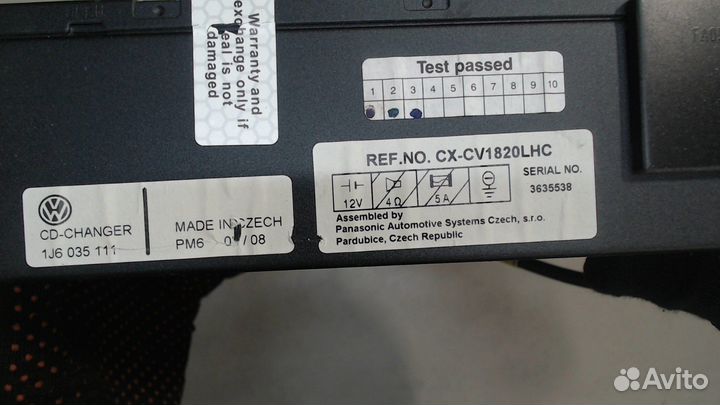 Warranty and
exchange only if
seal is not
damaged
Test passed
1 2 3 4 5 6 7 8 9 10
REF.NO. CX-CV1820LHC
SERIAL NO.
3635538
12V 4Ω 5A
Assembled by
Panasonic Automotive Systems Czech, s.r.o.
Pardubice, Czech Republic
CD-CHANGER
1J6 035 111
MADE IN CZECH
PM6 / 08
Avito